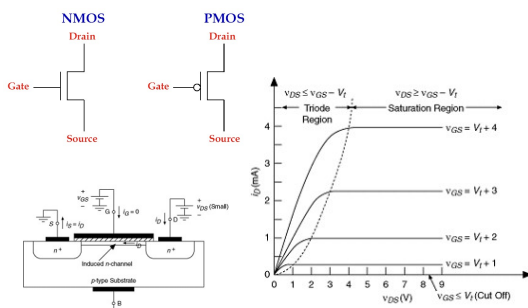 NMOS
PMOS
Drain
Drain
Gate
Gate
Source
Source
+
vGS
−
G
iG = 0
+
vDS (Small)
−
S
iS = iD
iD
D
n+
iD
n+
Induced n-channel
p-type Substrate
B
vDS ≤ vGS − Vt
vDS ≥ vGS − Vt
Triode
Region
Saturation Region
iD(mA)
4
3
2
1
0
vGS = Vt + 4
vGS = Vt + 3
vGS = Vt + 2
vGS = Vt + 1
0 1 2 3 4 5 6 7 8 9
vDS(V)
vGS ≤ Vt (Cut Off)